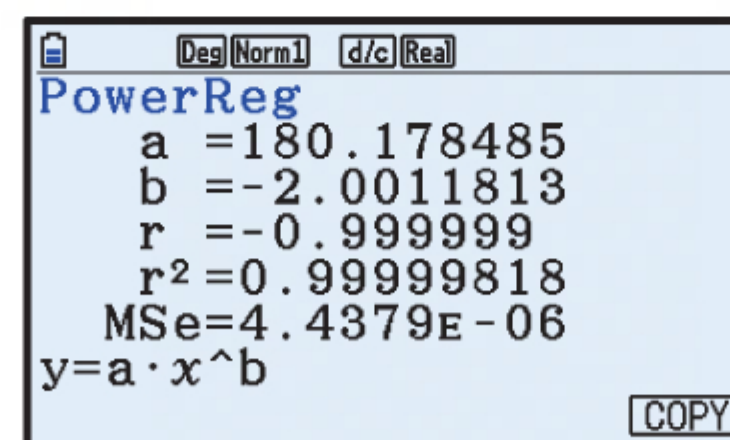 Deg Norm1 d/c Real
PowerReg
a =180.178485
b =-2.0011813
r =-0.999999
r² =0.99999818
MSe=4.4379E-06
y=a·x^b
COPY